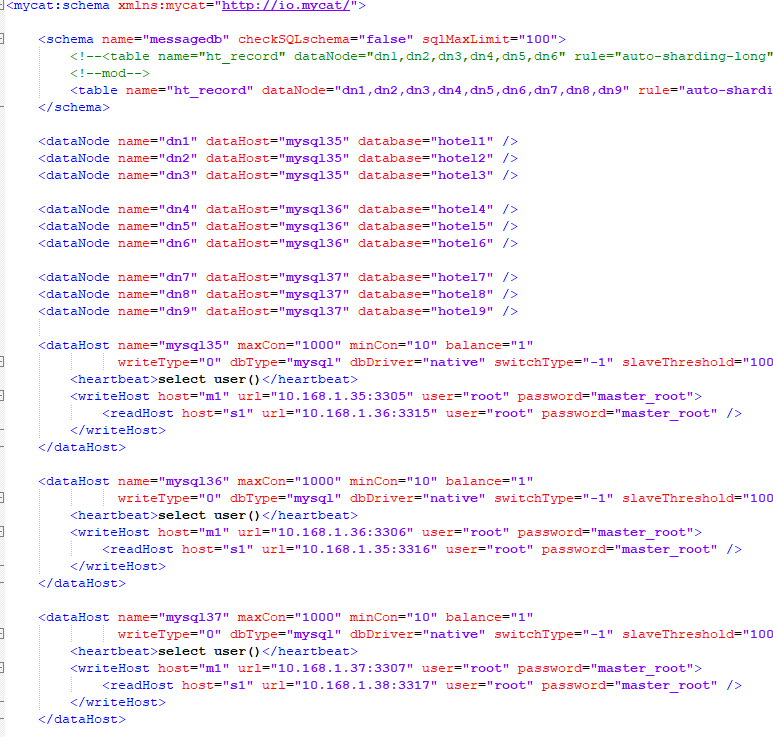 <mycat:schema xmlns:mycat="http://io.mycat/">
<schema name="messagedb" checkSQLschema="false" sqlMaxLimit="100">
<!--<table name="ht_record" dataNode="dn1,dn2,dn3,dn4,dn5,dn6" rule="auto-sharding-long"
<!--mod-->
<table name="ht_record" dataNode="dn1,dn2,dn3,dn4,dn5,dn6,dn7,dn8,dn9" rule="auto-shardi
</schema>
<dataNode name="dn1" dataHost="mysql35" database="hotel1" />
<dataNode name="dn2" dataHost="mysql35" database="hotel2" />
<dataNode name="dn3" dataHost="mysql35" database="hotel3" />
<dataNode name="dn4" dataHost="mysql36" database="hotel4" />
<dataNode name="dn5" dataHost="mysql36" database="hotel5" />
<dataNode name="dn6" dataHost="mysql36" database="hotel6" />
<dataNode name="dn7" dataHost="mysql37" database="hotel7" />
<dataNode name="dn8" dataHost="mysql37" database="hotel8" />
<dataNode name="dn9" dataHost="mysql37" database="hotel9" />
<dataHost name="mysql35" maxCon="1000" minCon="10" balance="1"
writeType="0" dbType="mysql" dbDriver="native" switchType="-1" slaveThreshold="100
<heartbeat>select user()</heartbeat>
<writeHost host="m1" url="10.168.1.35:3305" user="root" password="master_root">
<readHost host="s1" url="10.168.1.36:3315" user="root" password="master_root" />
</writeHost>
</dataHost>
<dataHost name="mysql36" maxCon="1000" minCon="10" balance="1"
writeType="0" dbType="mysql" dbDriver="native" switchType="-1" slaveThreshold="100
<heartbeat>select user()</heartbeat>
<writeHost host="m1" url="10.168.1.36:3306" user="root" password="master_root">
<readHost host="s1" url="10.168.1.35:3316" user="root" password="master_root" />
</writeHost>
</dataHost>
<dataHost name="mysql37" maxCon="1000" minCon="10" balance="1"
writeType="0" dbType="mysql" dbDriver="native" switchType="-1" slaveThreshold="100
<heartbeat>select user()</heartbeat>
<writeHost host="m1" url="10.168.1.37:3307" user="root" password="master_root">
<readHost host="s1" url="10.168.1.38:3317" user="root" password="master_root" />
</writeHost>
</dataHost>